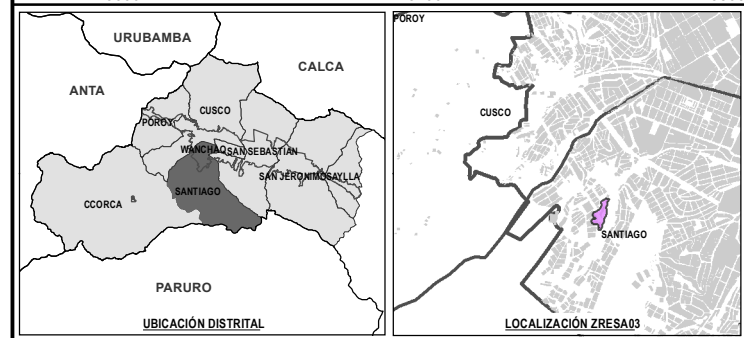 URUBAMBA
CALCA
ANTA
CUSCO
POROY
WANCHAQ
SAN SEBASTIAN
SAN JERONIMO
SAYLLA
SANTIAGO
CCORCA
PARURO
UBICACIÓN DISTRITAL
POROY
CUSCO
SANTIAGO
LOCALIZACIÓN ZRESA03